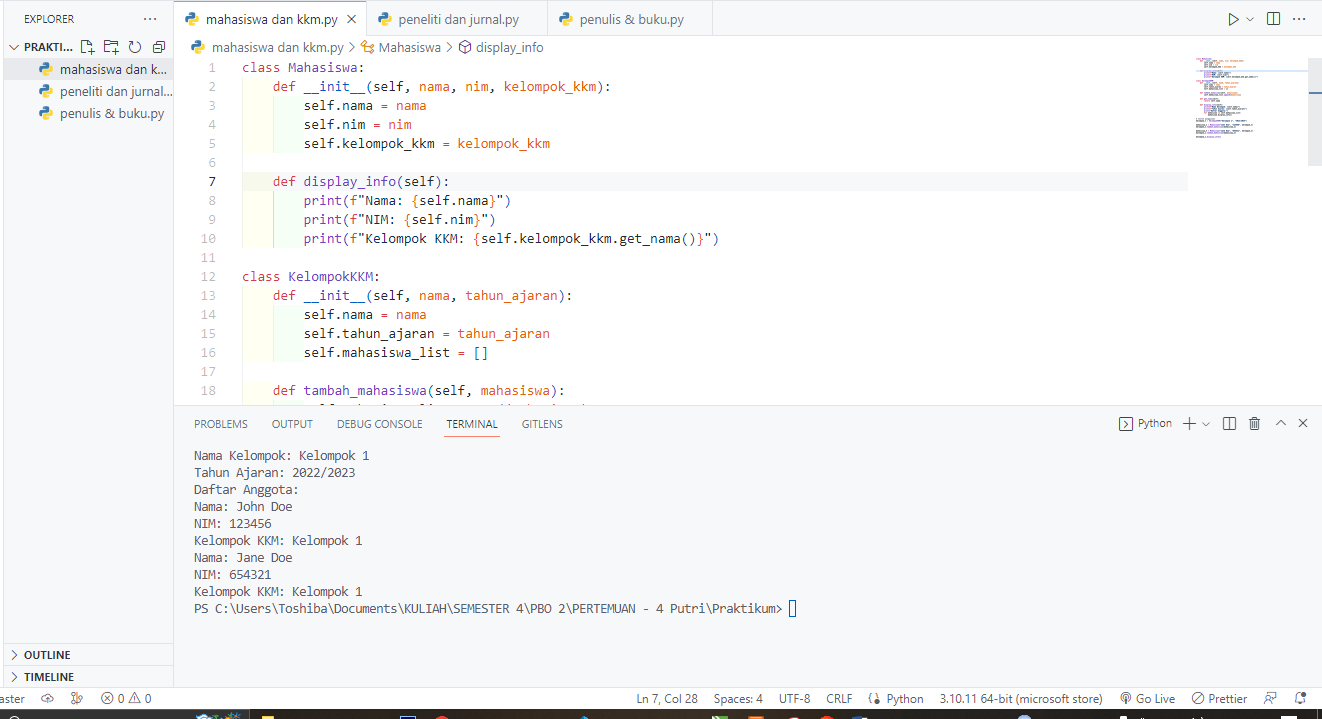 EXPLORER
PRAKTI...
mahasiswa dan k...
peneliti dan jurnal...
penulis & buku.py
OUTLINE
TIMELINE
mahasiswa dan kkm.py
peneliti dan jurnal.py
penulis & buku.py
mahasiswa dan kkm.py > Mahasiswa > display_info
1 class Mahasiswa:
2 def __init__(self, nama, nim, kelompok_kkm):
3 self.nama = nama
4 self.nim = nim
5 self.kelompok_kkm = kelompok_kkm
6
7 def display_info(self):
8 print(f"Nama: {self.nama}")
9 print(f"NIM: {self.nim}")
10 print(f"Kelompok KKM: {self.kelompok_kkm.get_nama()}")
11
12 class KelompokKKM:
13 def __init__(self, nama, tahun_ajaran):
14 self.nama = nama
15 self.tahun_ajaran = tahun_ajaran
16 self.mahasiswa_list = []
17
18 def tambah_mahasiswa(self, mahasiswa):
PROBLEMS OUTPUT DEBUG CONSOLE TERMINAL GITLENS
Python
Nama Kelompok: Kelompok 1
Tahun Ajaran: 2022/2023
Daftar Anggota:
Nama: John Doe
NIM: 123456
Kelompok KKM: Kelompok 1
Nama: Jane Doe
NIM: 654321
Kelompok KKM: Kelompok 1
PS C:\Users\Toshiba\Documents\KULIAH\SEMESTER 4\PBO 2\PERTEMUAN - 4 Putri\Praktikum>
aster 0 0 Ln 7, Col 28 Spaces: 4 UTF-8 CRLF Python 3.10.11 64-bit (microsoft store) Go Live Prettier